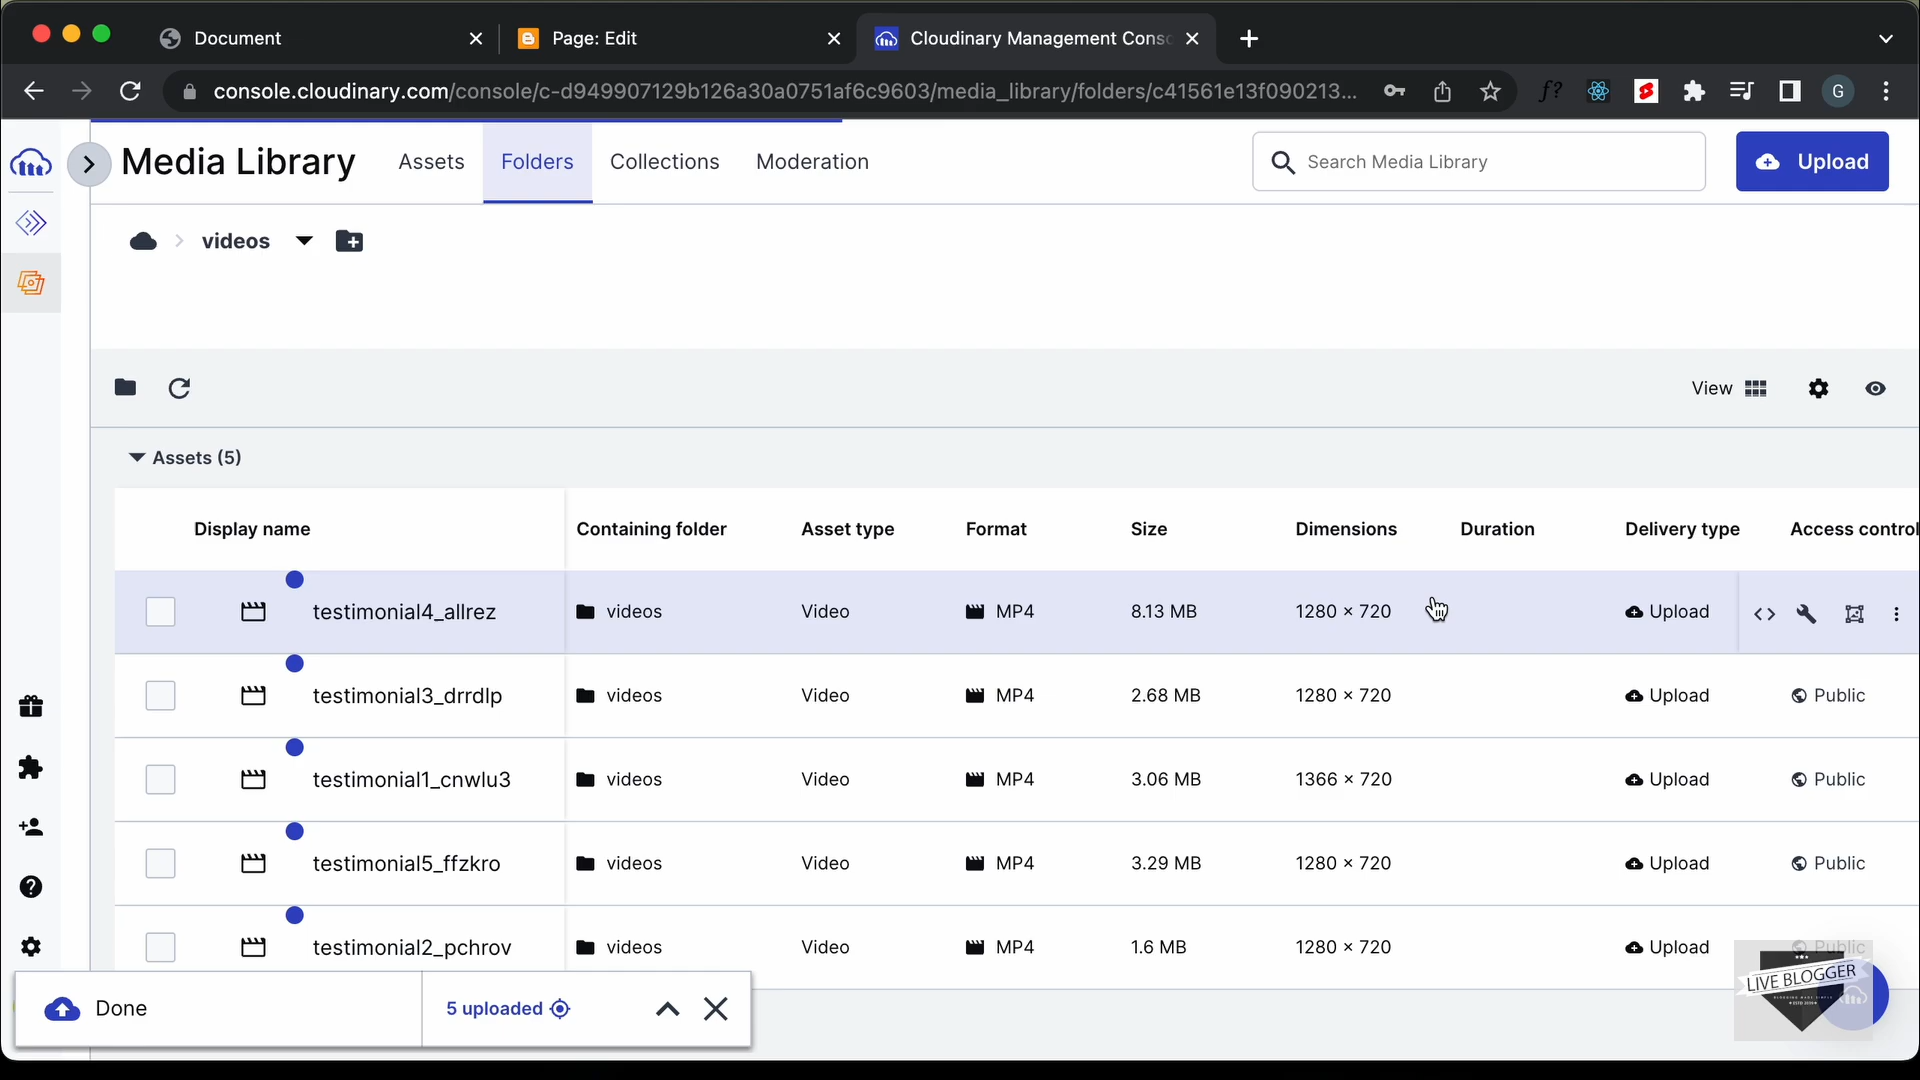 Document
Page: Edit
Cloudinary Management Conso
console.cloudinary.com/console/c-d949907129b126a30a0751af6c9603/media_library/folders/c41561e13f090213...
f?
G
Media Library
Assets
Folders
Collections
Moderation
Search Media Library
Upload
videos
View
Assets (5)
Display name Containing folder Asset type Format Size Dimensions Duration Delivery type Access control
testimonial4_allrez videos Video MP4 8.13 MB 1280 × 720 Upload
testimonial3_drrdlp videos Video MP4 2.68 MB 1280 × 720 Upload Public
testimonial1_cnwlu3 videos Video MP4 3.06 MB 1366 × 720 Upload Public
testimonial5_ffzkro videos Video MP4 3.29 MB 1280 × 720 Upload Public
testimonial2_pchrov videos Video MP4 1.6 MB 1280 × 720 Upload Public
LIVE BLOGGER
Done
5 uploaded